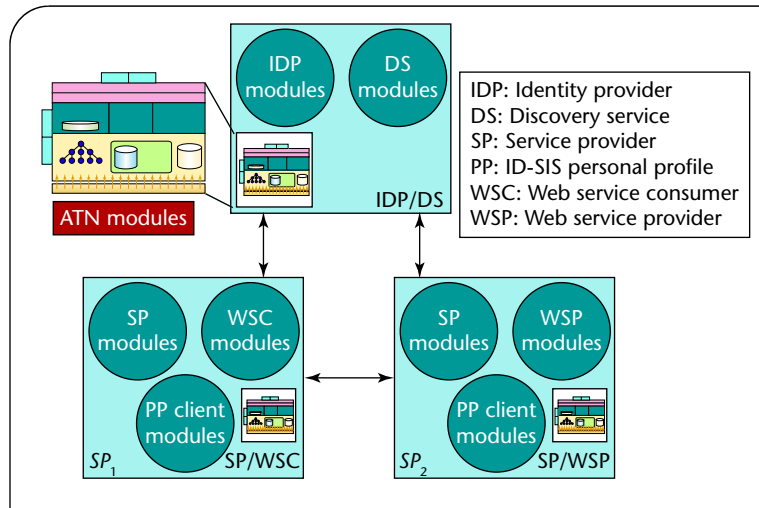 IDP
modules
DS
modules
IDP/DS
ATN modules
IDP: Identity provider
DS: Discovery service
SP: Service provider
PP: ID-SIS personal profile
WSC: Web service consumer
WSP: Web service provider
SP
modules
WSC
modules
PP client
modules
SP1
SP/WSC
SP
modules
WSP
modules
PP client
modules
SP2
SP/WSP